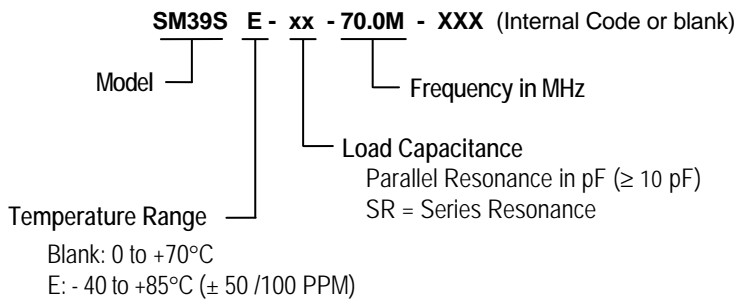 SM39S E - xx - 70.0M - XXX (Internal Code or blank)
Model
Frequency in MHz
Load Capacitance
Parallel Resonance in pF (≥ 10 pF)
SR = Series Resonance
Temperature Range
Blank: 0 to +70°C
E: - 40 to +85°C (± 50 /100 PPM)